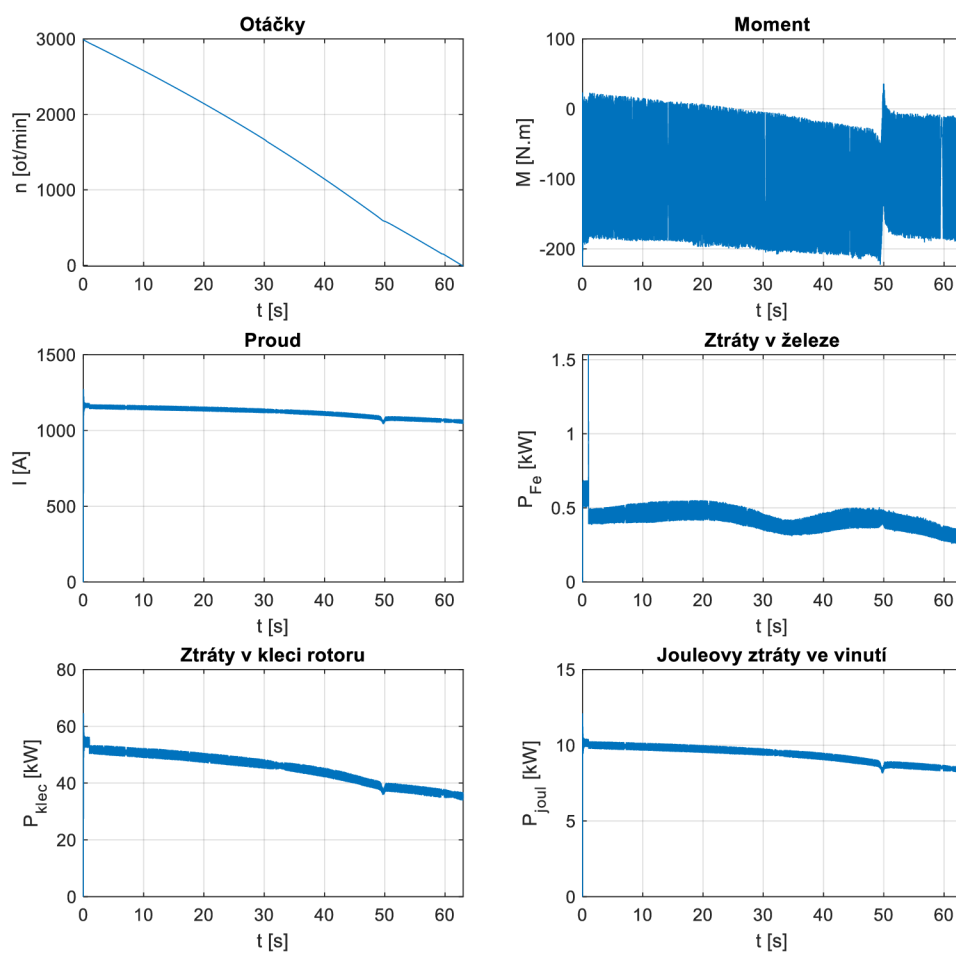 Otáčky
3000
2000
1000
0
n [ot/min]
0 10 20 30 40 50 60
t [s]
Moment
100
0
-100
-200
M [N.m]
0 10 20 30 40 50 60
t [s]
Proud
1500
1000
500
0
I [A]
0 10 20 30 40 50 60
t [s]
Ztráty v železe
1.5
1
0.5
0
P_Fe [kW]
0 10 20 30 40 50 60
t [s]
Ztráty v kleci rotoru
80
60
40
20
0
P_klec [kW]
0 10 20 30 40 50 60
t [s]
Jouleovy ztráty ve vinutí
15
10
5
0
P_joul [kW]
0 10 20 30 40 50 60
t [s]